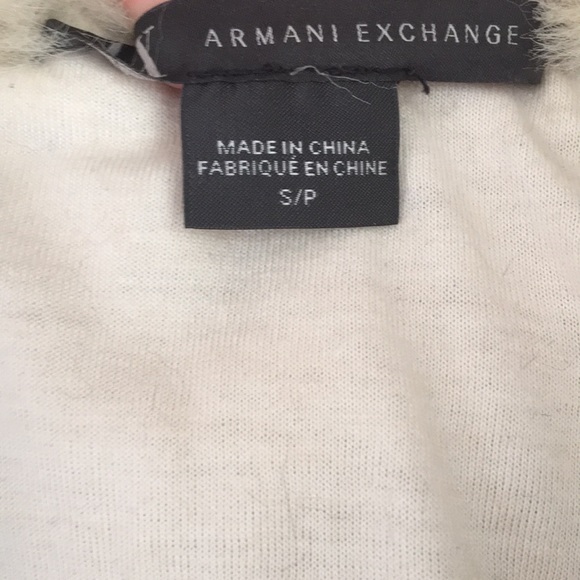 ARMANI EXCHANGE
MADE IN CHINA
FABRIQUÉ EN CHINE
S/P